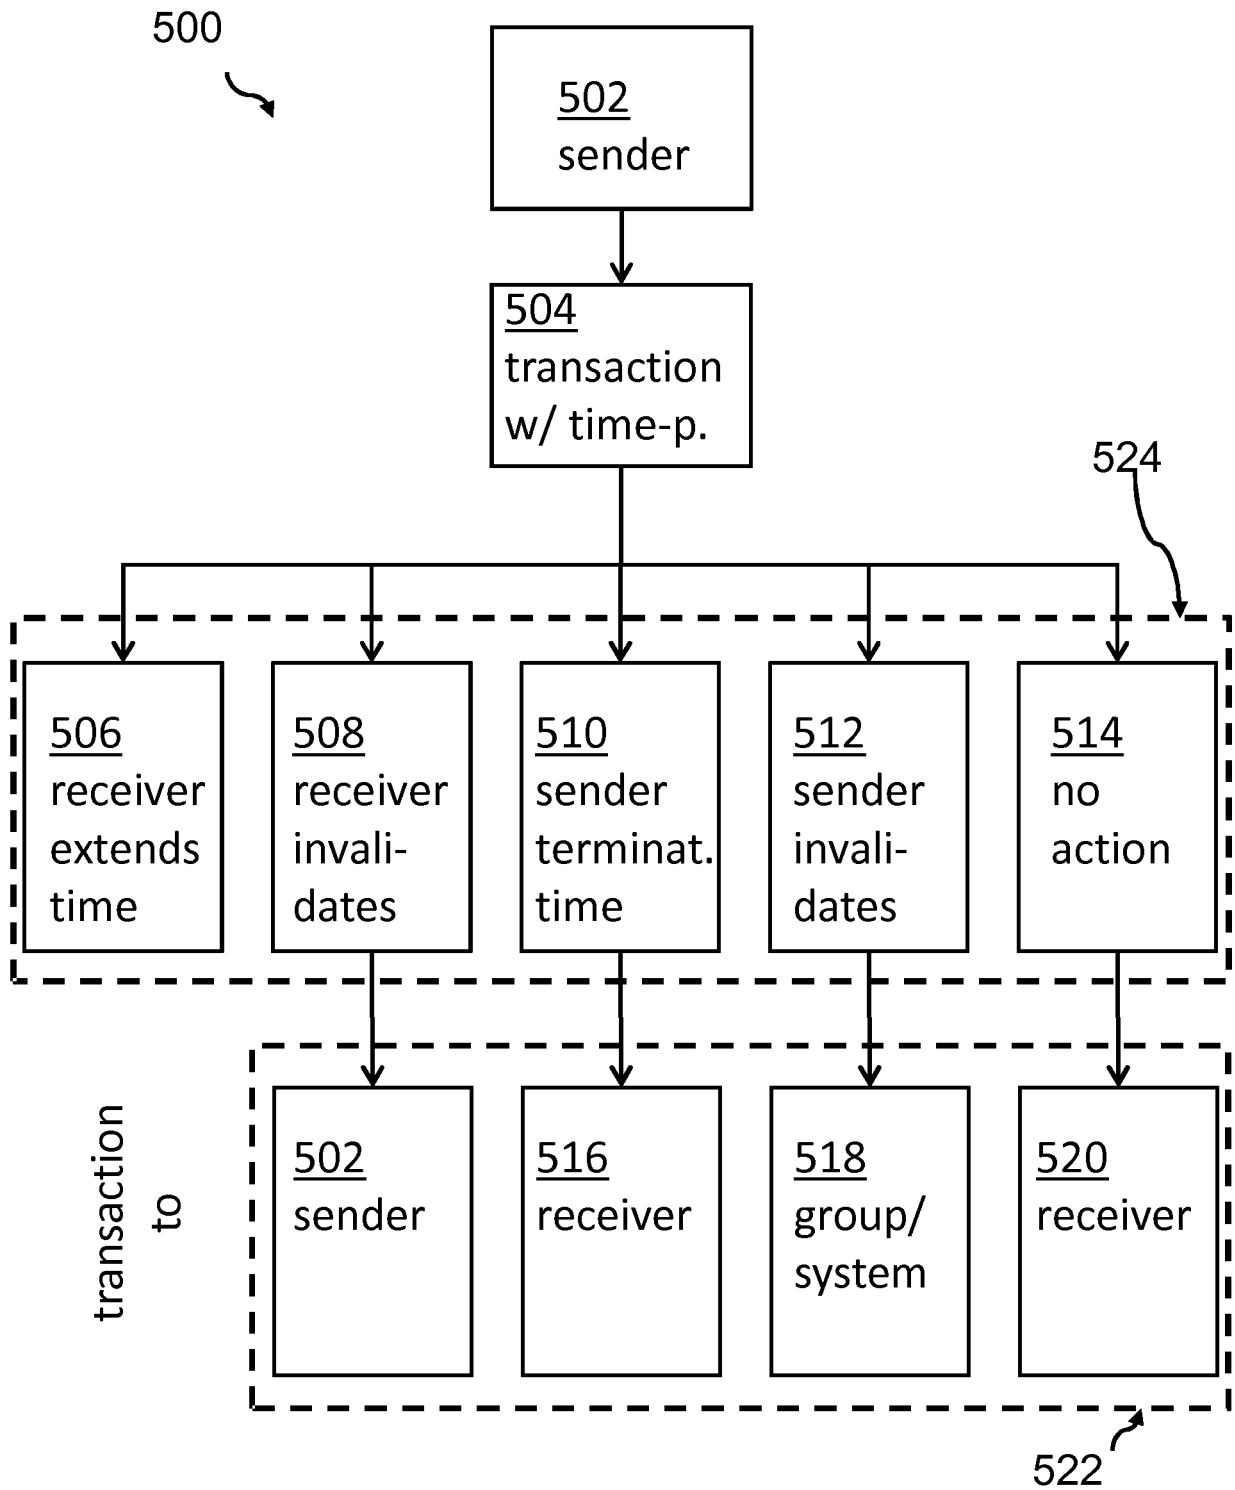 500
502
sender
504
transaction
w/ time-p.
524
506
receiver
extends
time
508
receiver
invali-
dates
510
sender
terminat.
time
512
sender
invali-
dates
514
no
action
transaction
to
502
sender
516
receiver
518
group/
system
520
receiver
522